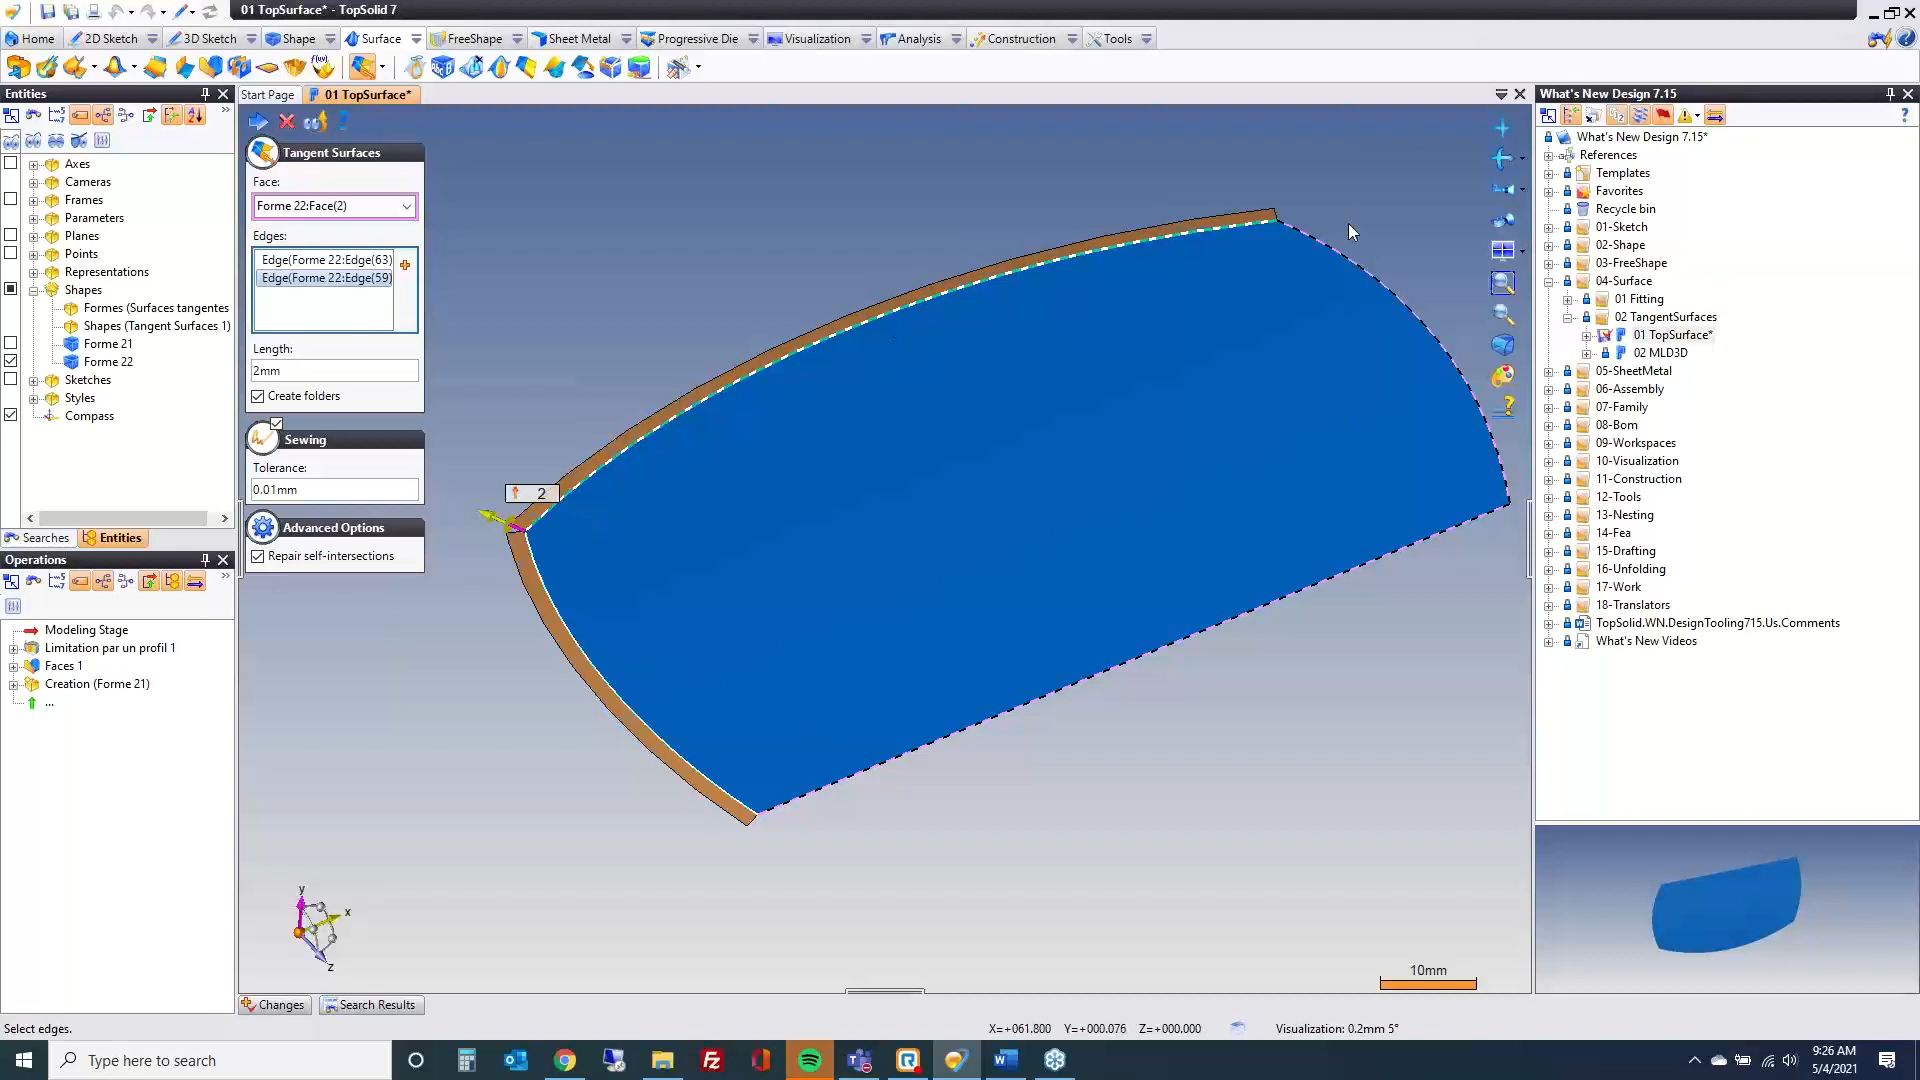 01 TopSurface* - TopSolid 7
Home
2D Sketch
3D Sketch
Shape
Surface
FreeShape
Sheet Metal
Progressive Die
Visualization
Analysis
Construction
Tools
Entities
Axes
Cameras
Frames
Parameters
Planes
Points
Representations
Shapes
Formes (Surfaces tangentes
Shapes (Tangent Surfaces 1)
Forme 21
Forme 22
Sketches
Styles
Compass
Searches
Entities
Operations
Modeling Stage
Limitation par un profil 1
Faces 1
Creation (Forme 21)
...
Start Page
01 TopSurface*
Tangent Surfaces
Face:
Forme 22:Face(2)
Edges:
Edge(Forme 22:Edge(63)
Edge(Forme 22:Edge(59)
Length:
2mm
Create folders
Sewing
Tolerance:
0.01mm
Advanced Options
Repair self-intersections
2
y
x
z
10mm
What's New Design 7.15
What's New Design 7.15*
References
Templates
Favorites
Recycle bin
01-Sketch
02-Shape
03-FreeShape
04-Surface
01 Fitting
02 TangentSurfaces
01 TopSurface*
02 MLD3D
05-SheetMetal
06-Assembly
07-Family
08-Bom
09-Workspaces
10-Visualization
11-Construction
12-Tools
13-Nesting
14-Fea
15-Drafting
16-Unfolding
17-Work
18-Translators
TopSolid.WN.DesignTooling715.Us.Comments
What's New Videos
Changes
Search Results
Select edges.
X=+061.800 Y=+000.076 Z=+000.000
Visualization: 0.2mm 5°
Type here to search
9:26 AM
5/4/2021